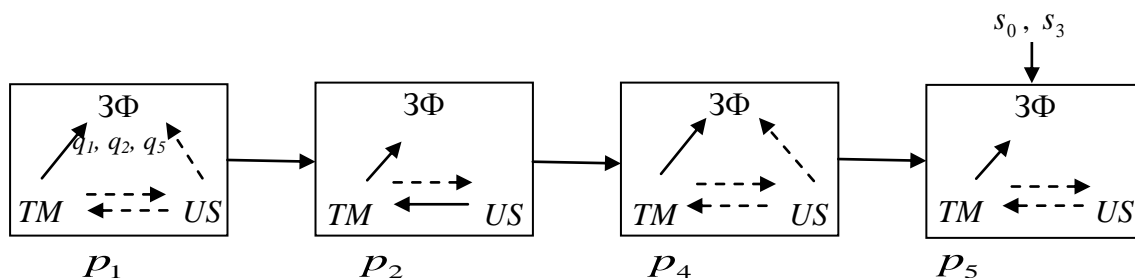 s₀ , s₃
ЗФ ЗФ ЗФ ЗФ
q₁, q₂, q₅
TM US TM US TM US TM US
p₁ p₂ p₄ p₅